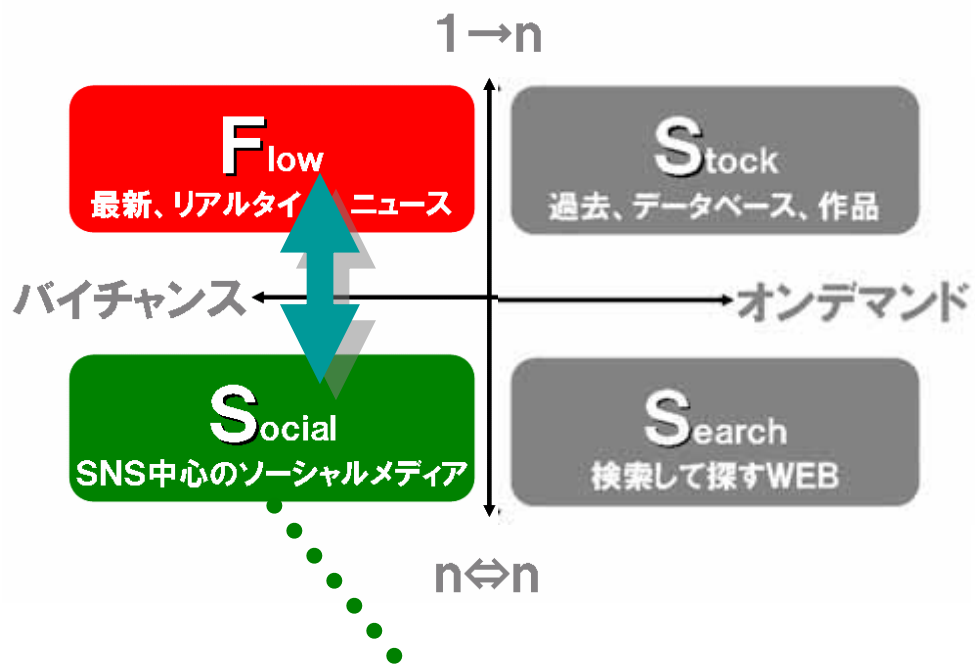 1→n
Flow
最新、リアルタイ ニュース
Stock
過去、データベース、作品
バイチャンス
オンデマンド
Social
SNS中心のソーシャルメディア
Search
検索して探すWEB
n⇔n